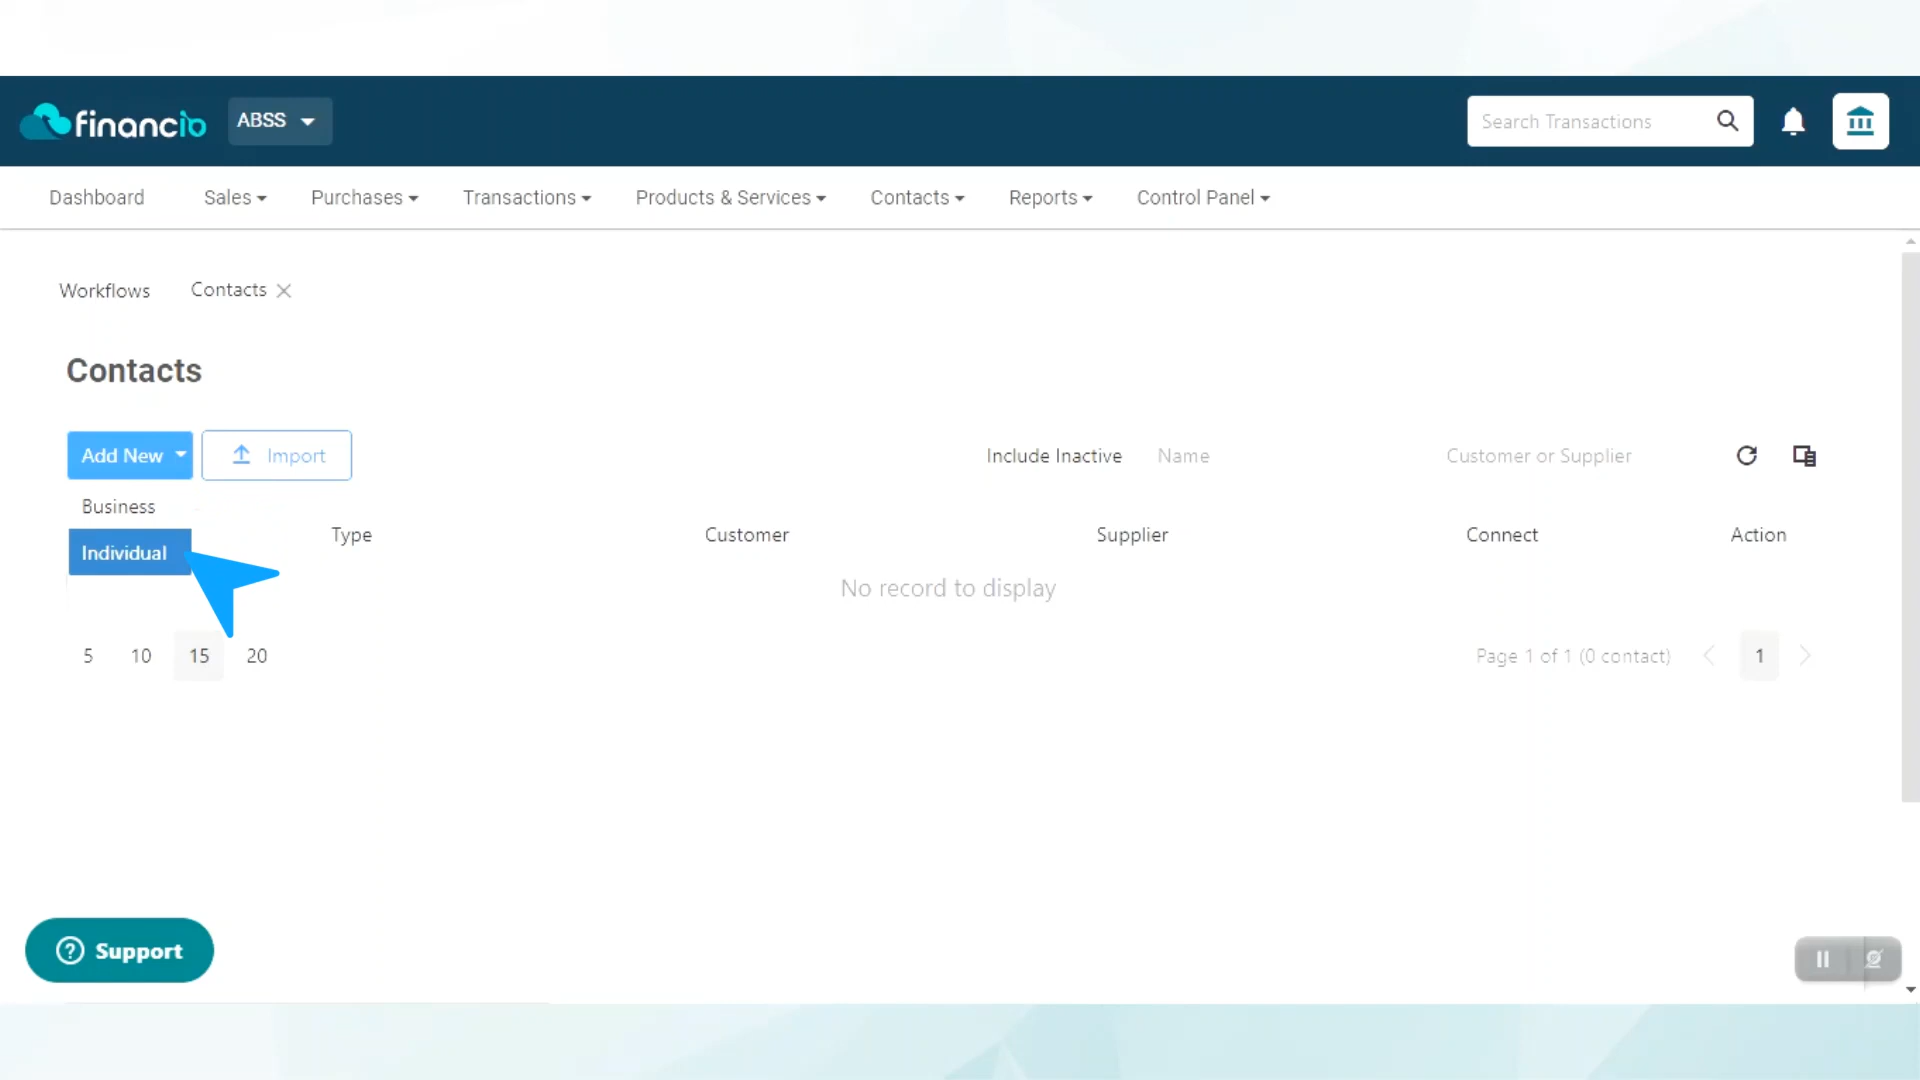 financio ABSS Search Transactions
Dashboard Sales Purchases Transactions Products & Services Contacts Reports Control Panel
Workflows Contacts
Contacts
Add New Import Include Inactive Name Customer or Supplier
Business
Type Customer Supplier Connect Action
Individual
No record to display
5 10 15 20 Page 1 of 1 (0 contact) 1
Support